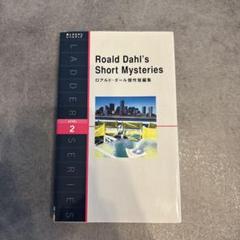 LADDER SERIES
LEVEL
2
Roald Dahl's
Short Mysteries
ロアルド・ダール傑作短編集